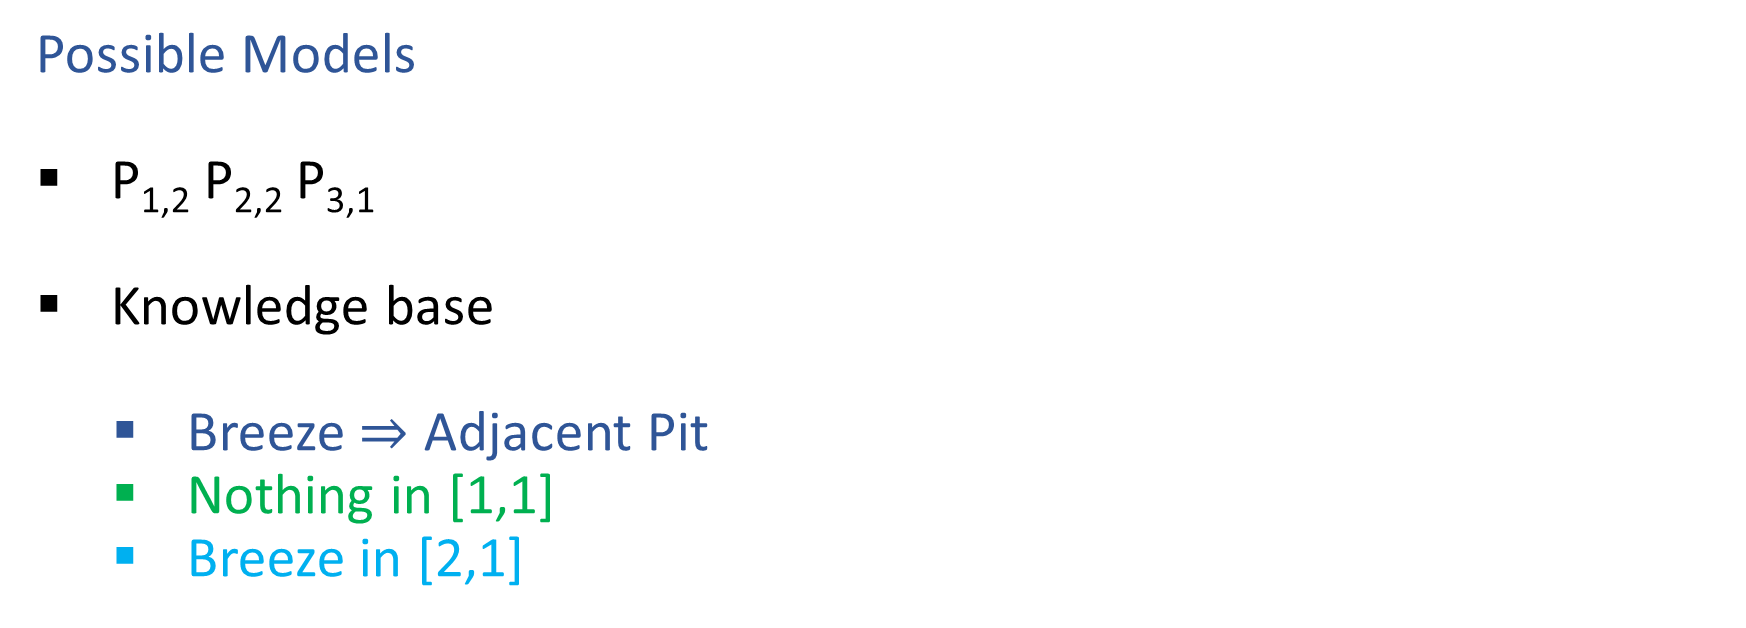 Possible Models
▪ P₁,₂ P₂,₂ P₃,₁
▪ Knowledge base
▪ Breeze ⇒ Adjacent Pit
▪ Nothing in [1,1]
▪ Breeze in [2,1]